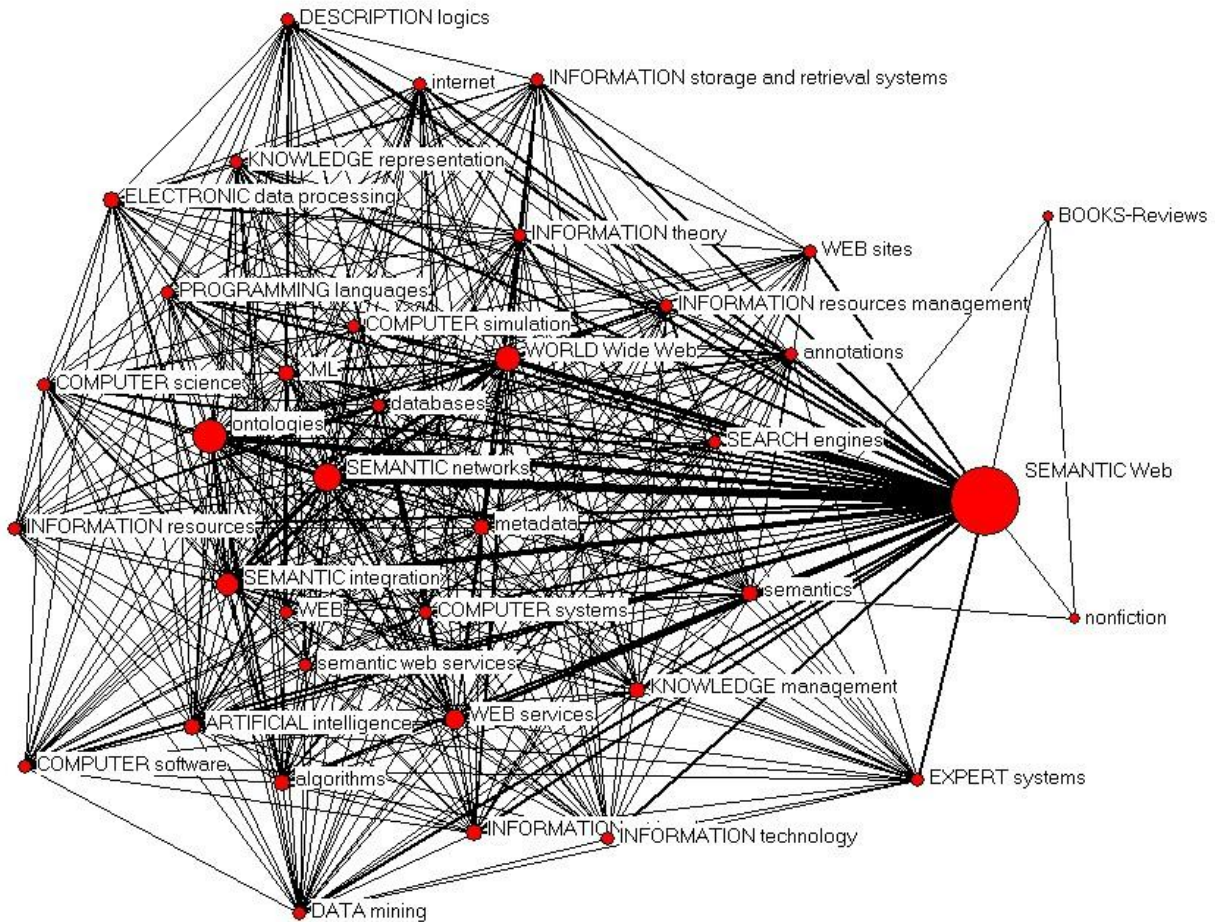 DESCRIPTION logics
internet
INFORMATION storage and retrieval systems
KNOWLEDGE representation
ELECTRONIC data processing
BOOKS-Reviews
INFORMATION theory
WEB sites
PROGRAMMING languages
INFORMATION resources management
COMPUTER simulation
WORLD Wide Web
annotations
XML
COMPUTER science
databases
ontologies
SEARCH engines
SEMANTIC networks
SEMANTIC Web
INFORMATION resources
metadata
SEMANTIC integration
semantics
WEB
COMPUTER systems
nonfiction
semantic web services
KNOWLEDGE management
ARTIFICIAL intelligence
WEB services
COMPUTER software
algorithms
EXPERT systems
INFORMATION
INFORMATION technology
DATA mining